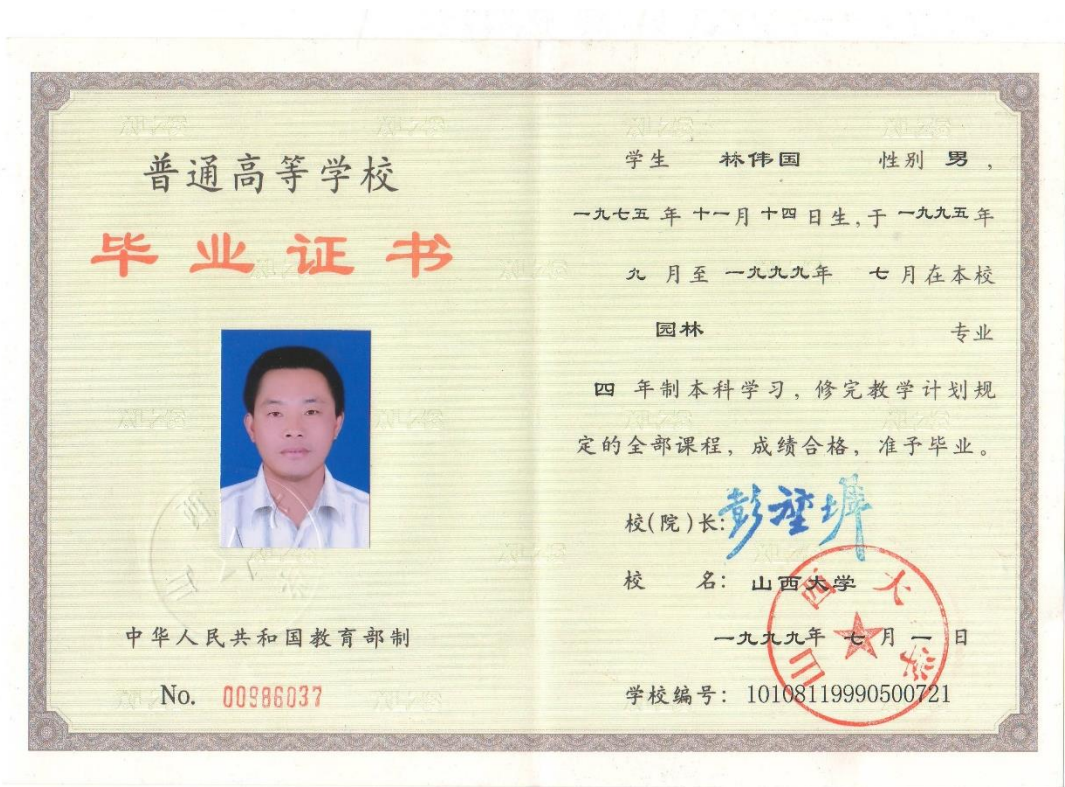 普通高等学校
毕业证书
中华人民共和国教育部制
No. 00986037
学生 林伟国 性别 男，
一九七五年十一月十四日生，于一九九五年
九月至一九九九年 七月在本校
园林 专业
四 年制本科学习，修完教学计划规
定的全部课程，成绩合格，准予毕业。
校(院)长:
校 名: 山西大学
山西大学
一九九九年七月一日
学校编号: 10108119990500721